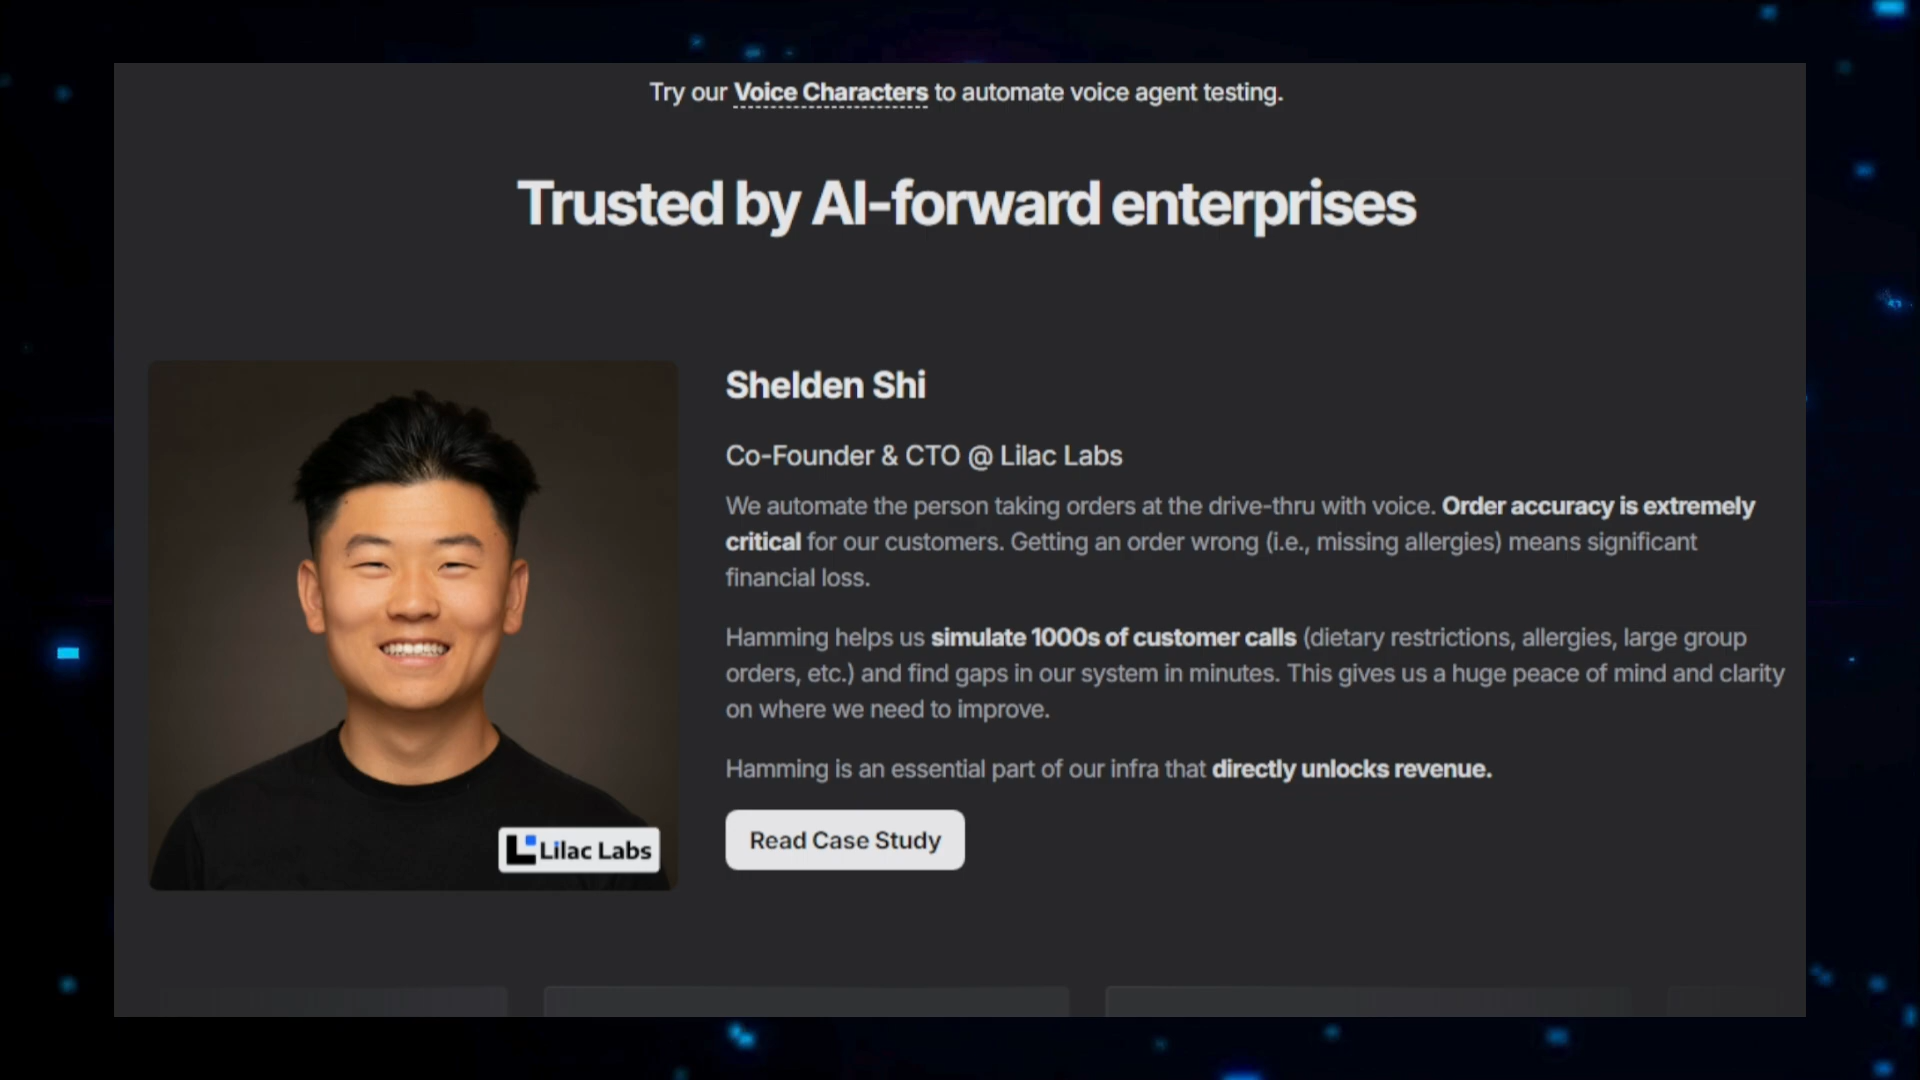 Try our Voice Characters to automate voice agent testing.
Trusted by AI-forward enterprises
Shelden Shi
Co-Founder & CTO @ Lilac Labs
We automate the person taking orders at the drive-thru with voice. Order accuracy is extremely
critical for our customers. Getting an order wrong (i.e., missing allergies) means significant
financial loss.
Hamming helps us simulate 1000s of customer calls (dietary restrictions, allergies, large group
orders, etc.) and find gaps in our system in minutes. This gives us a huge peace of mind and clarity
on where we need to improve.
Hamming is an essential part of our infra that directly unlocks revenue.
Read Case Study
Lilac Labs